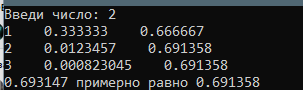 Введи число: 2
1 0.333333 0.666667
2 0.0123457 0.691358
3 0.000823045 0.691358
0.693147 примерно равно 0.691358